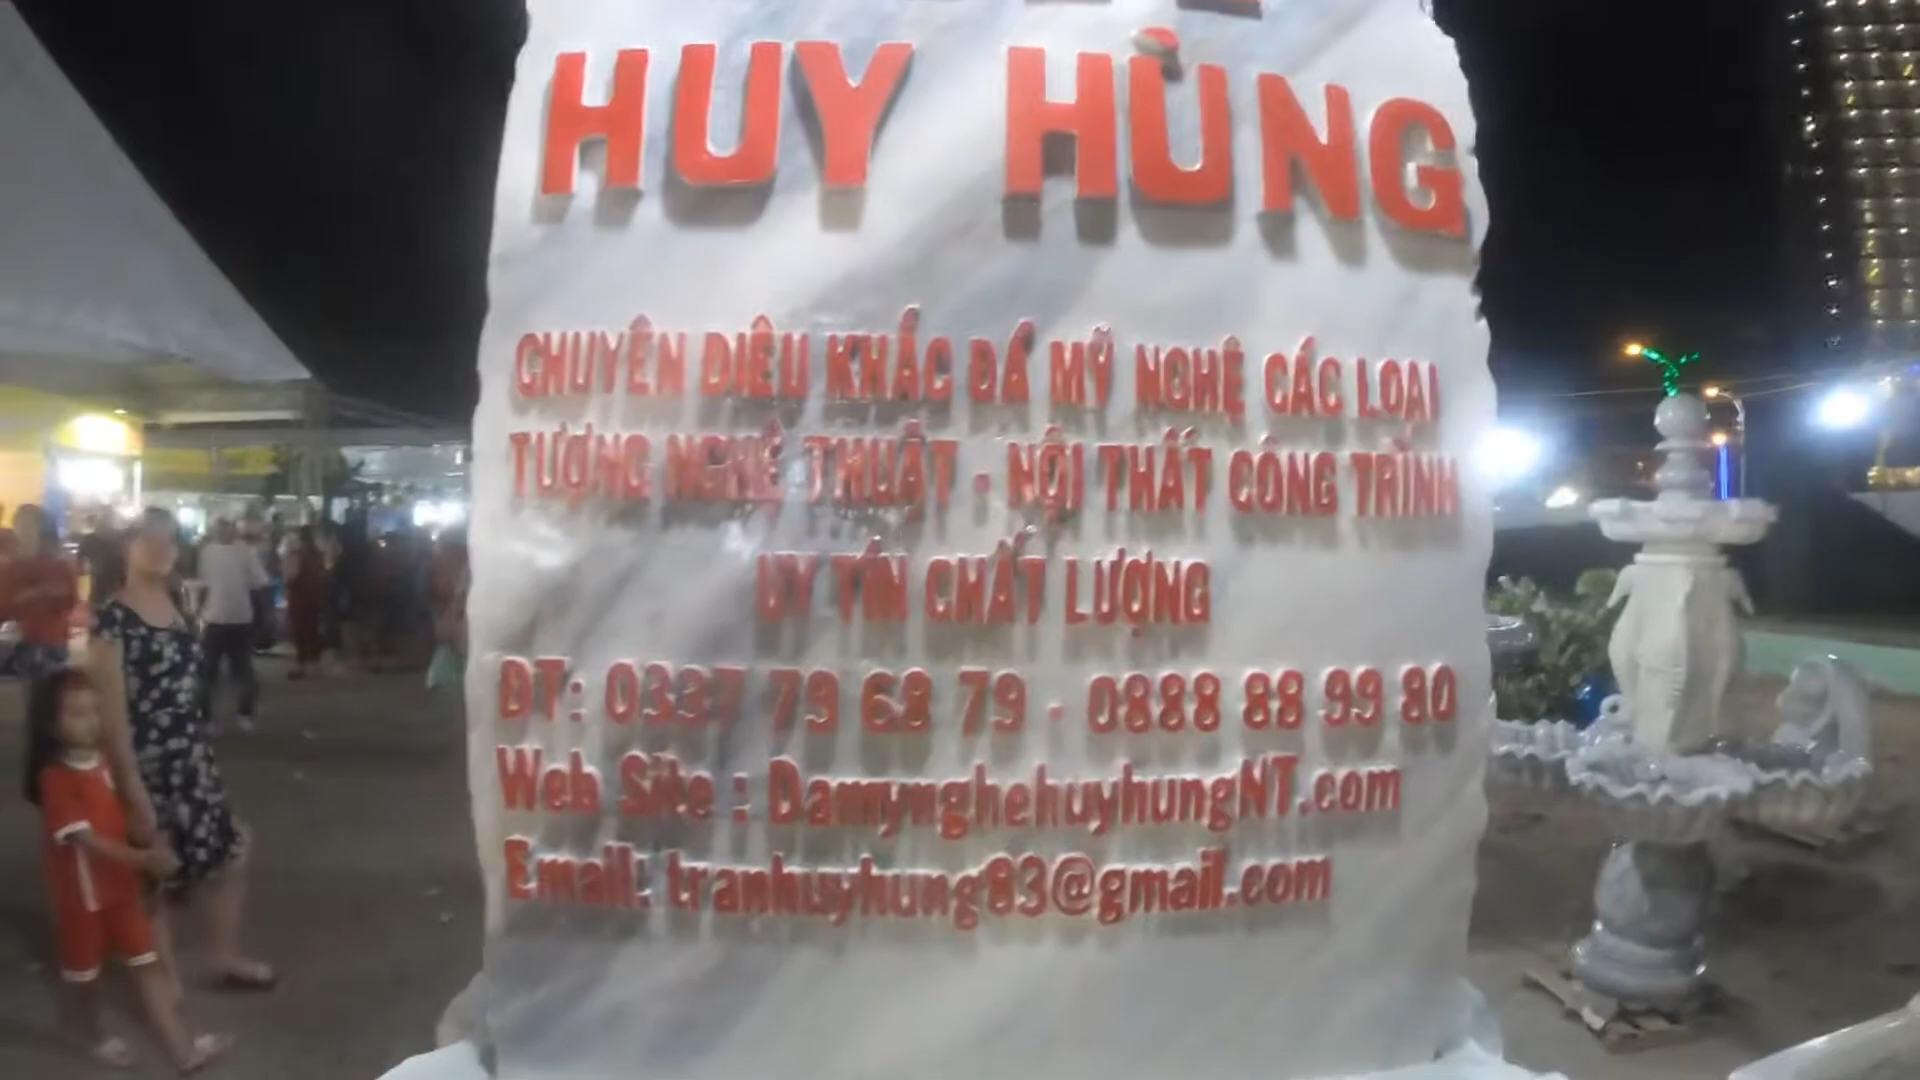 HUY HÙNG
CHUYÊN ĐIÊU KHẮC ĐÁ MỸ NGHỆ CÁC LOẠI
TƯỢNG NGHỆ THUẬT - NỘI THẤT CÔNG TRÌNH
UY TÍN CHẤT LƯỢNG
ĐT: 0337 79 68 79 - 0888 88 99 80
Web Site : DamynghehuyhungNT.com
Email: tranhuyhung83@gmail.com